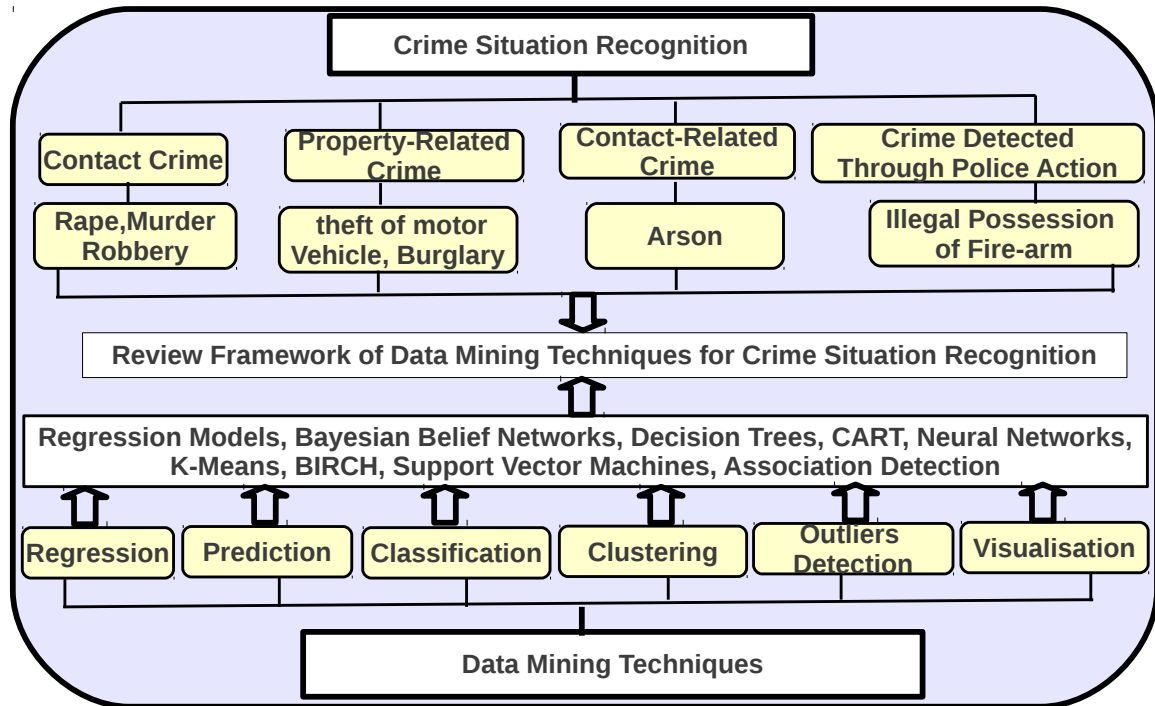 Crime Situation Recognition
Contact Crime
Property-Related
Crime
Contact-Related
Crime
Crime Detected
Through Police Action
Rape,Murder
Robbery
theft of motor
Vehicle, Burglary
Arson
Illegal Possession
of Fire-arm
Review Framework of Data Mining Techniques for Crime Situation Recognition
Regression Models, Bayesian Belief Networks, Decision Trees, CART, Neural Networks,
K-Means, BIRCH, Support Vector Machines, Association Detection
Regression
Prediction
Classification
Clustering
Outliers
Detection
Visualisation
Data Mining Techniques